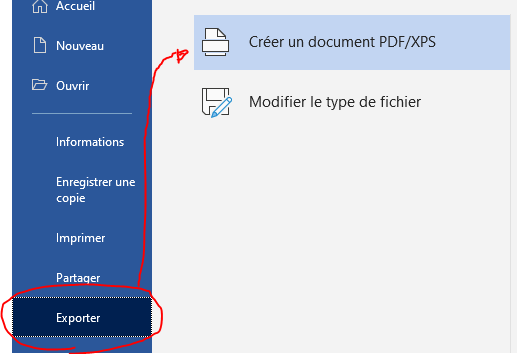 Accueil
Nouveau
Ouvrir
Informations
Enregistrer une
copie
Imprimer
Partager
Exporter
Créer un document PDF/XPS
Modifier le type de fichier